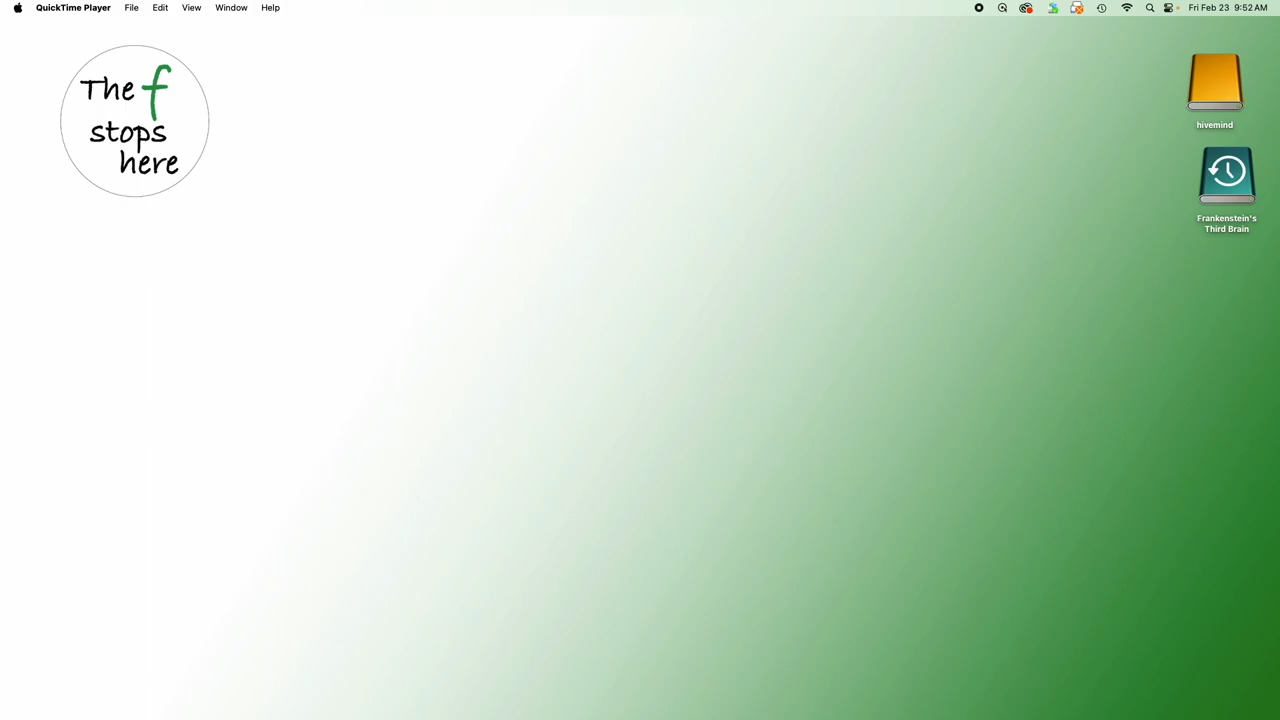 QuickTime Player File Edit View Window Help Fri Feb 23 9:52 AM
The f
stops
here
hivemind
Frankenstein's
Third Brain